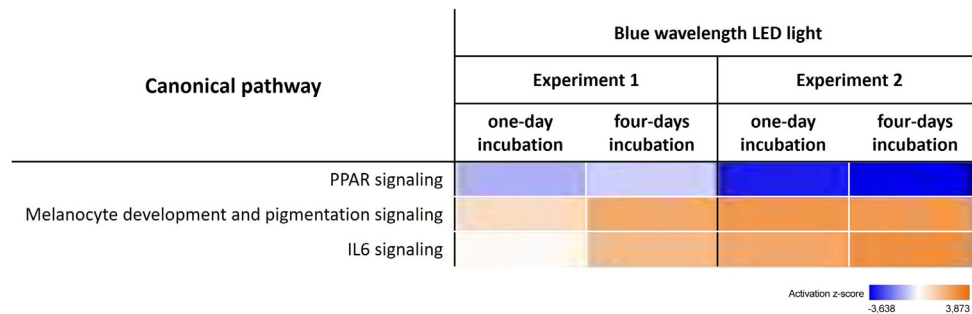 Blue wavelength LED light
Canonical pathway
Experiment 1
Experiment 2
one-day incubation
four-days incubation
one-day incubation
four-days incubation
PPAR signaling
Melanocyte development and pigmentation signaling
IL6 signaling
Activation z-score
-3,638
3,873